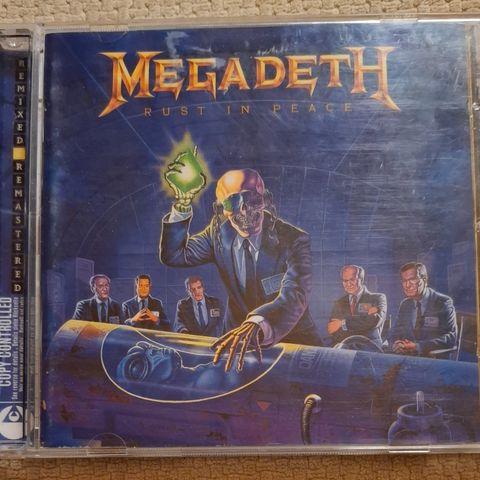 MEGADETH
RUST IN PEACE
REMIXED REMASTERED
COPY CONTROLLED